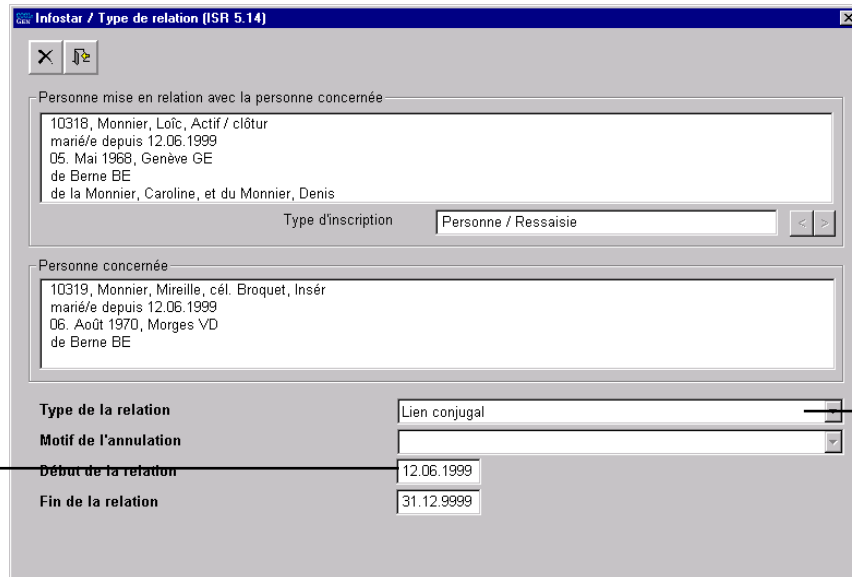 Infostar / Type de relation (ISR 5.14)
Personne mise en relation avec la personne concernée
10318, Monnier, Loîc, Actif / clôtur
marié/e depuis 12.06.1999
05. Mai 1968, Genève GE
de Berne BE
de la Monnier, Caroline, et du Monnier, Denis
Type d'inscription Personne / Ressaisie < >
Personne concernée
10319, Monnier, Mireille, cél. Broquet, Insér
marié/e depuis 12.06.1999
06. Août 1970, Morges VD
de Berne BE
Type de la relation Lien conjugal
Motif de l'annulation
Début de la relation 12.06.1999
Fin de la relation 31.12.9999